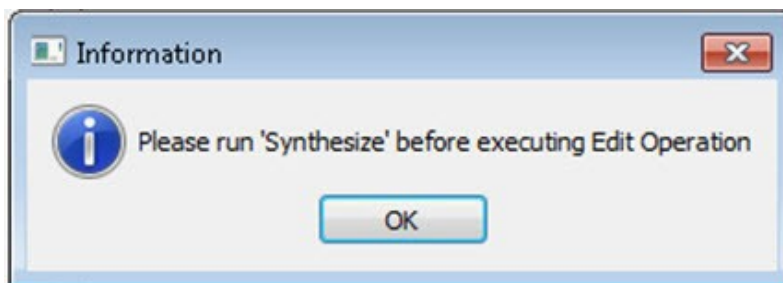 Information
Please run 'Synthesize' before executing Edit Operation
OK